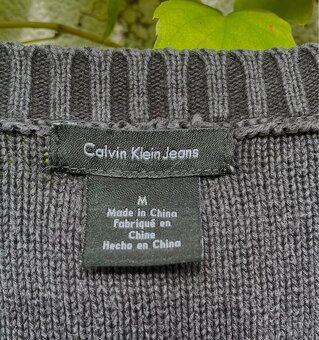 Calvin Klein Jeans
M
Made in China
Fabriqué en
Chine
Hecho en China